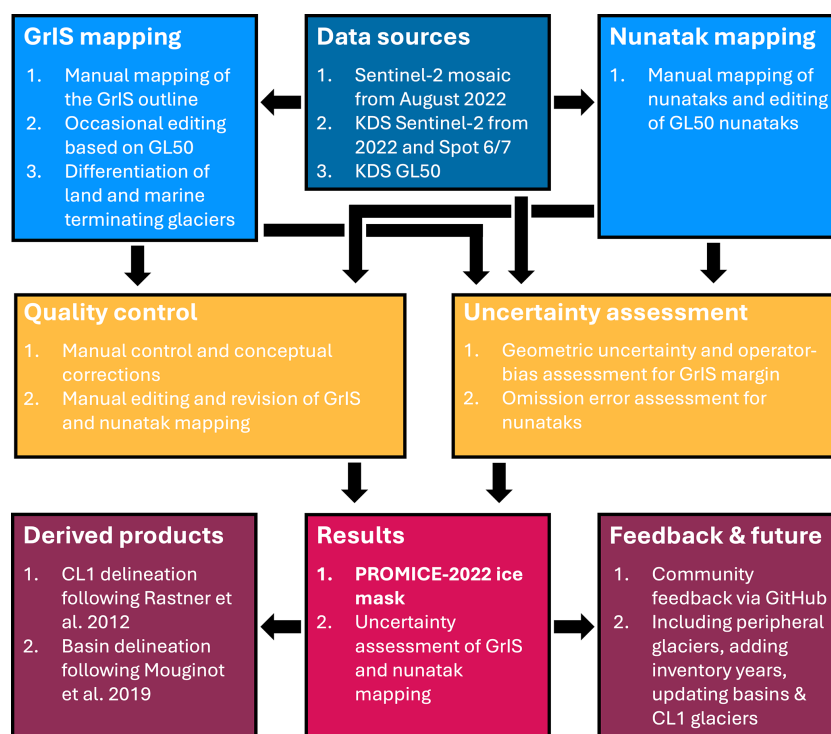 GrIS mapping
1. Manual mapping of
the GrIS outline
2. Occasional editing
based on GL50
3. Differentiation of
land and marine
terminating glaciers
Data sources
1. Sentinel-2 mosaic
from August 2022
2. KDS Sentinel-2 from
2022 and Spot 6/7
3. KDS GL50
Nunatak mapping
1. Manual mapping of
nunataks and editing
of GL50 nunataks
Quality control
1. Manual control and conceptual
corrections
2. Manual editing and revision of GrIS
and nunatak mapping
Uncertainty assessment
1. Geometric uncertainty and operator-
bias assessment for GrIS margin
2. Omission error assessment for
nunataks
Derived products
1. CL1 delineation
following Rastner et
al. 2012
2. Basin delineation
following Mouginot
et al. 2019
Results
1. PROMICE-2022 ice
mask
2. Uncertainty
assessment of GrIS
and nunatak
mapping
Feedback & future
1. Community
feedback via GitHub
2. Including peripheral
glaciers, adding
inventory years,
updating basins &
CL1 glaciers